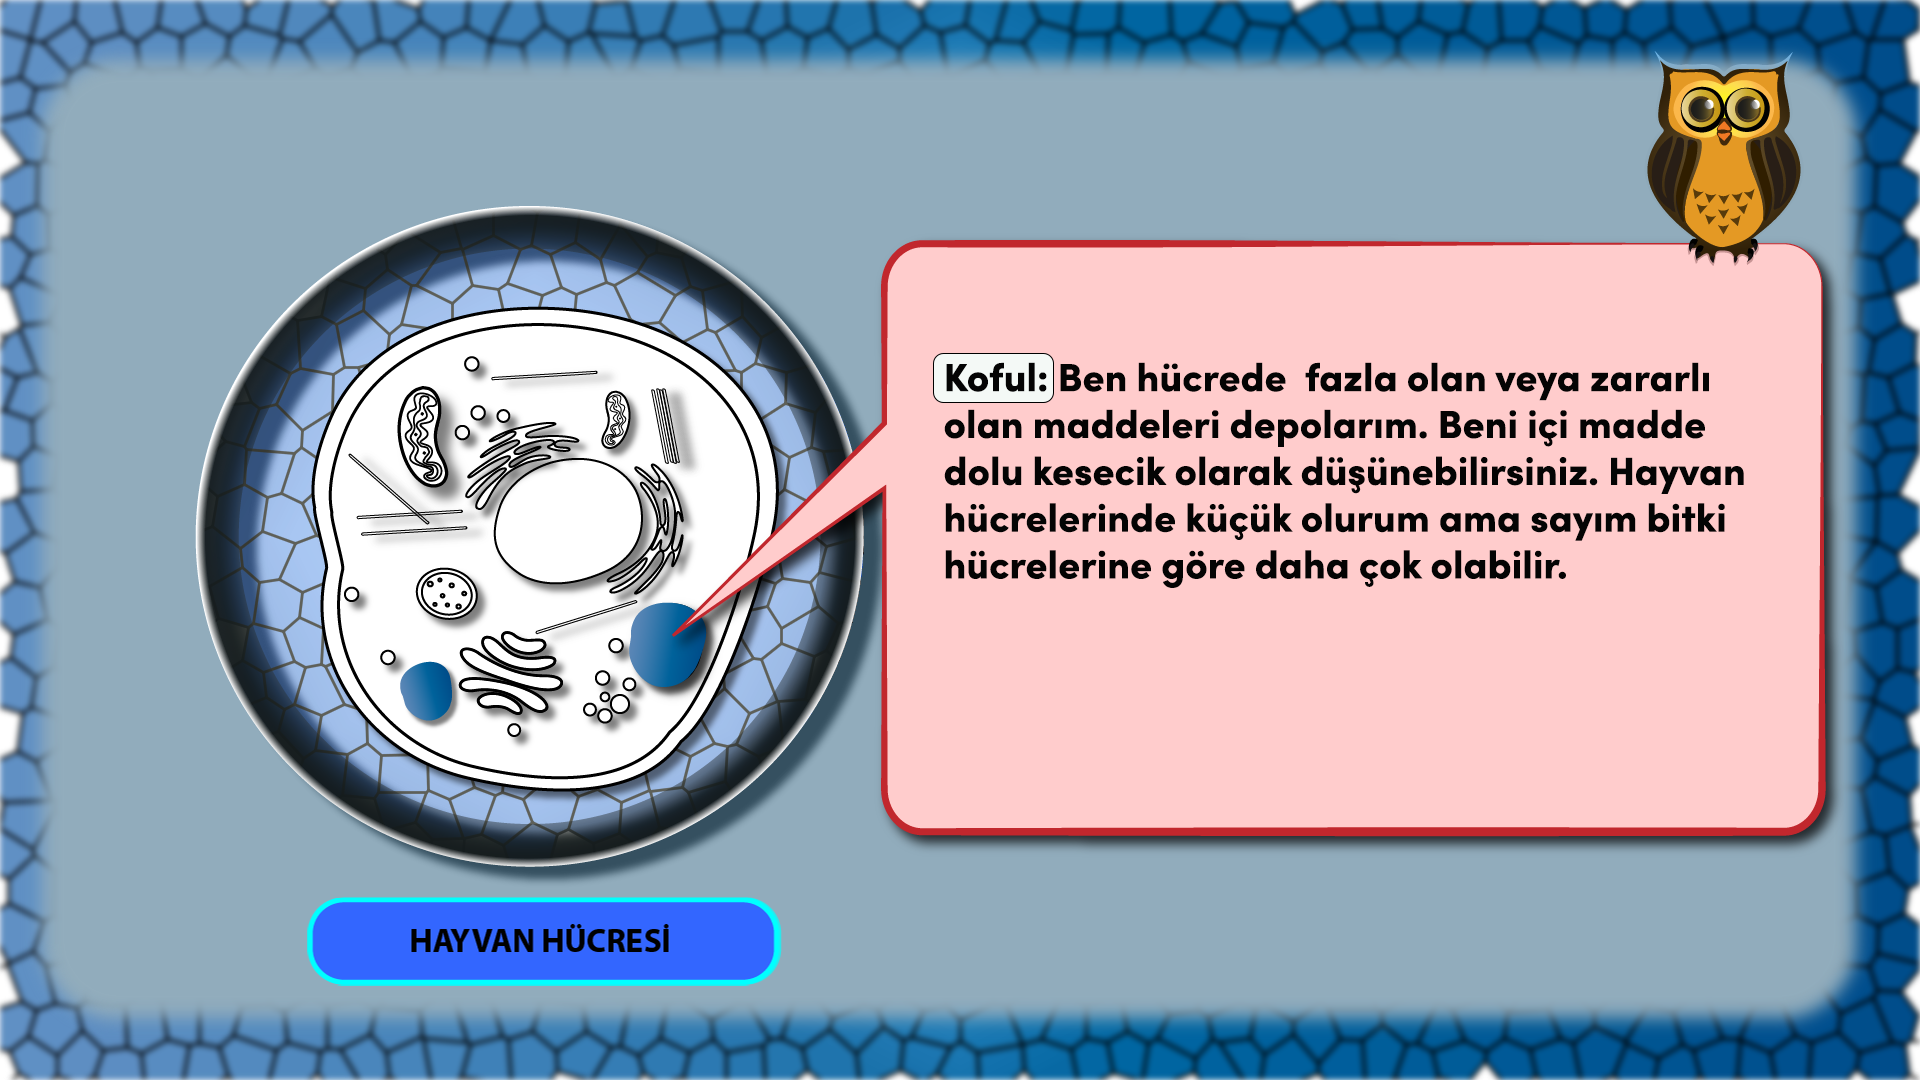 Koful: Ben hücrede  fazla olan veya zararlı
olan maddeleri depolarım. Beni içi madde
dolu kesecik olarak düşünebilirsiniz. Hayvan
hücrelerinde küçük olurum ama sayım bitki
hücrelerine göre daha çok olabilir.
HAYVAN HÜCRESİ